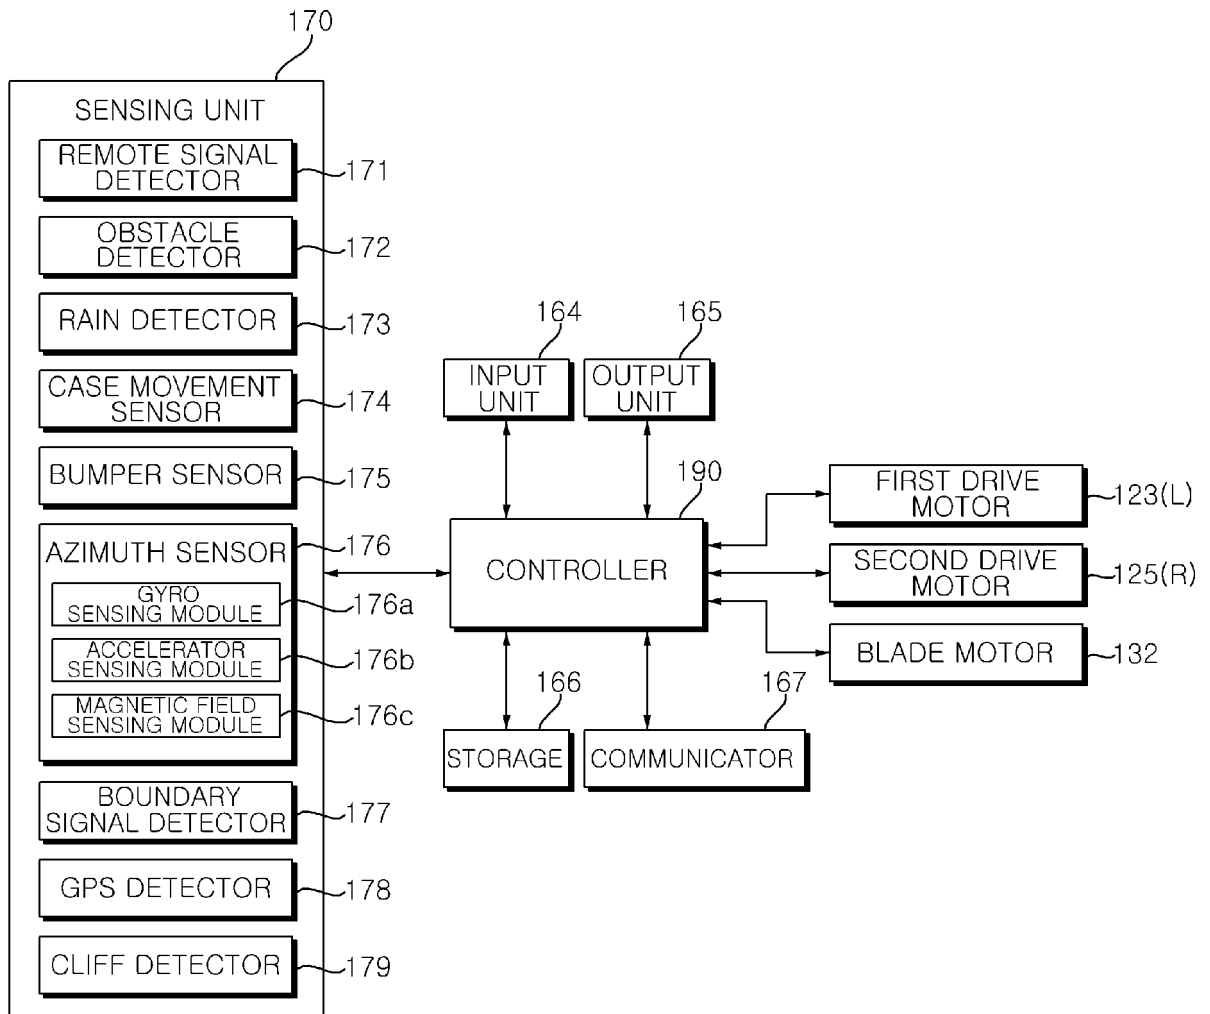 170
SENSING UNIT
REMOTE SIGNAL
DETECTOR
171
OBSTACLE
DETECTOR
172
RAIN DETECTOR
173
CASE MOVEMENT
SENSOR
174
BUMPER SENSOR
175
AZIMUTH SENSOR
176
GYRO
SENSING MODULE
176a
ACCELERATOR
SENSING MODULE
176b
MAGNETIC FIELD
SENSING MODULE
176c
BOUNDARY
SIGNAL DETECTOR
177
GPS DETECTOR
178
CLIFF DETECTOR
179
164
INPUT
UNIT
165
OUTPUT
UNIT
190
CONTROLLER
166
STORAGE
167
COMMUNICATOR
FIRST DRIVE
MOTOR
123(L)
SECOND DRIVE
MOTOR
125(R)
BLADE MOTOR
132